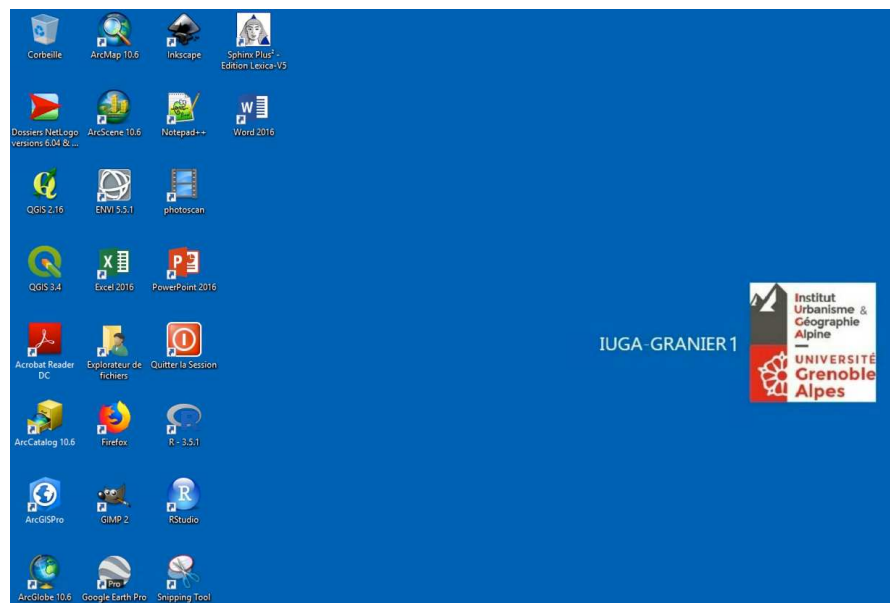 Corbeille
ArcMap 10.6
Inkscape
Sphinx Plus² -
Edition Lexica-V5
Dossiers NetLogo
versions 6.04 & ...
ArcScene 10.6
Notepad++
Word 2016
QGIS 2.16
ENVI 5.5.1
photoscan
QGIS 3.4
Excel 2016
PowerPoint 2016
Acrobat Reader
DC
Explorateur de
fichiers
Quitter la Session
ArcCatalog 10.6
Firefox
R - 3.5.1
ArcGISPro
GIMP 2
RStudio
ArcGlobe 10.6
Pro
Google Earth Pro
Snipping Tool
IUGA-GRANIER1
Institut
Urbanisme &
Géographie
Alpine
UNIVERSITÉ
Grenoble
Alpes